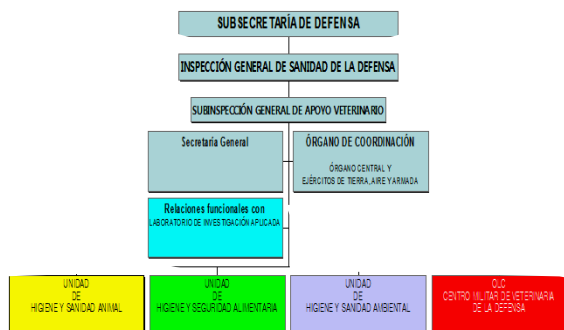 SUBSECRETARÍA DE DEFENSA
INSPECCIÓN GENERAL DE SANIDAD DE LA DEFENSA
SUBINSPECCIÓN GENERAL DE APOYO VETERINARIO
Secretaría General
ÓRGANO DE COORDINACIÓN
ÓRGANO CENTRAL Y
EJÉRCITOS DE TIERRA, AIRE Y ARMADA
Relaciones funcionales con
LABORATORIO DE INVESTIGACIÓN APLICADA
UNIDAD
DE
HIGIENE Y SANIDAD ANIMAL
UNIDAD
DE
HIGIENE Y SEGURIDAD ALIMENTARIA
UNIDAD
DE
HIGIENE Y SANIDAD AMBIENTAL
OLC
CENTRO MILITAR DE VETERINARIA
DE LA DEFENSA